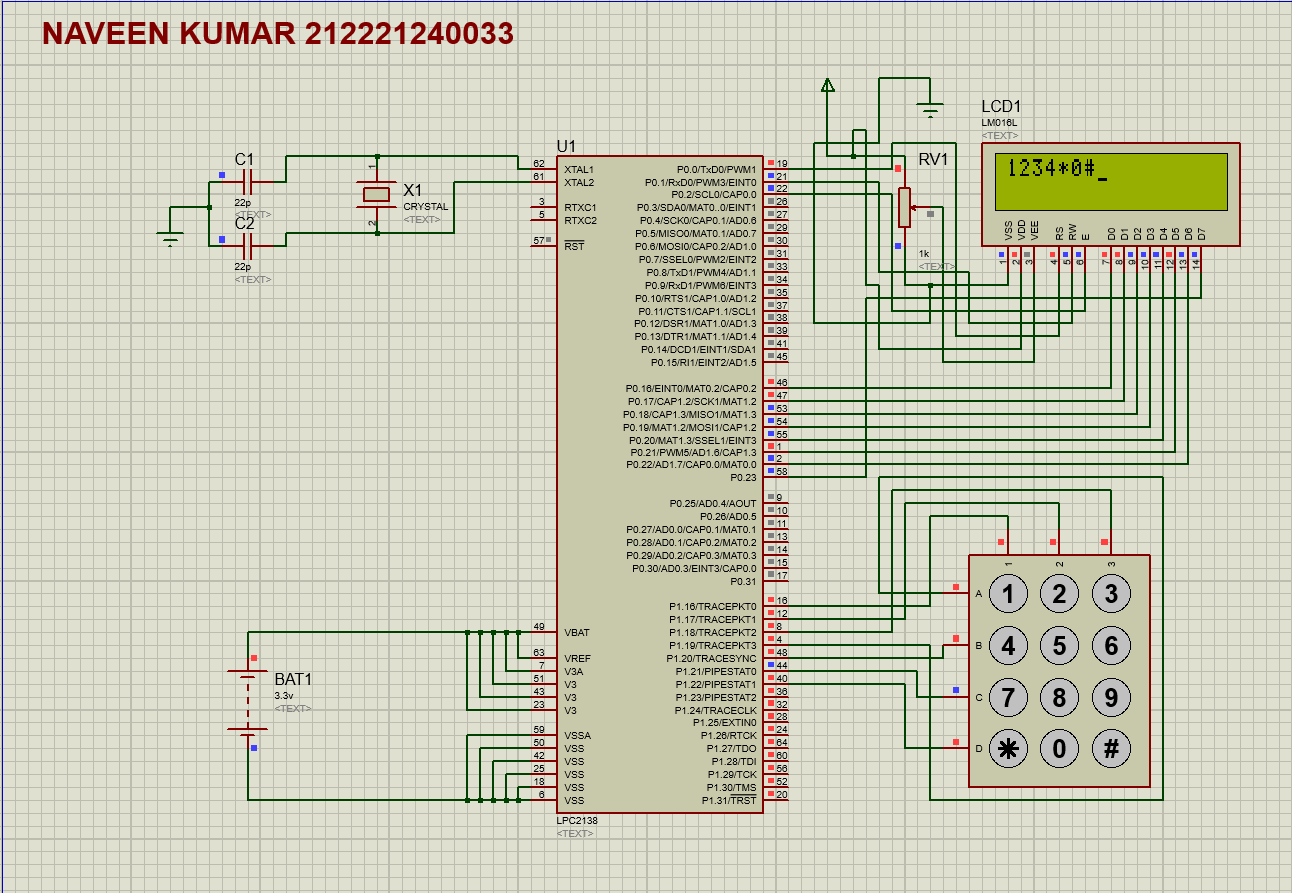 NAVEEN KUMAR 212221240033
LCD1
LM016L
<TEXT>
1234*0#_
VSS VDD VEE RS RW E D0 D1 D2 D3 D4 D5 D6 D7
1 2 3 4 5 6 7 8 9 10 11 12 13 14
RV1
1k
<TEXT>
C1
22p
<TEXT>
C2
22p
<TEXT>
X1
CRYSTAL
<TEXT>
1
2
U1
62 XTAL1
61 XTAL2
3 RTXC1
5 RTXC2
57 RST
49 VBAT
63 VREF
7 V3A
51 V3
43 V3
23 V3
59 VSSA
50 VSS
42 VSS
25 VSS
18 VSS
6 VSS
P0.0/TxD0/PWM1 19
P0.1/RxD0/PWM3/EINT0 21
P0.2/SCL0/CAP0.0 22
P0.3/SDA0/MAT0..0/EINT1 26
P0.4/SCK0/CAP0.1/AD0.6 27
P0.5/MISO0/MAT0.1/AD0.7 29
P0.6/MOSI0/CAP0.2/AD1.0 30
P0.7/SSEL0/PWM2/EINT2 31
P0.8/TxD1/PWM4/AD1.1 33
P0.9/RxD1/PWM6/EINT3 34
P0.10/RTS1/CAP1.0/AD1.2 35
P0.11/CTS1/CAP1.1/SCL1 37
P0.12/DSR1/MAT1.0/AD1.3 38
P0.13/DTR1/MAT1.1/AD1.4 39
P0.14/DCD1/EINT1/SDA1 41
P0.15/RI1/EINT2/AD1.5 45
P0.16/EINT0/MAT0.2/CAP0.2 46
P0.17/CAP1.2/SCK1/MAT1.2 47
P0.18/CAP1.3/MISO1/MAT1.3 53
P0.19/MAT1.2/MOSI1/CAP1.2 54
P0.20/MAT1.3/SSEL1/EINT3 55
P0.21/PWM5/AD1.6/CAP1.3 1
P0.22/AD1.7/CAP0.0/MAT0.0 2
P0.23 58
P0.25/AD0.4/AOUT 9
P0.26/AD0.5 10
P0.27/AD0.0/CAP0.1/MAT0.1 11
P0.28/AD0.1/CAP0.2/MAT0.2 13
P0.29/AD0.2/CAP0.3/MAT0.3 14
P0.30/AD0.3/EINT3/CAP0.0 15
P0.31 17
P1.16/TRACEPKT0 16
P1.17/TRACEPKT1 12
P1.18/TRACEPKT2 8
P1.19/TRACEPKT3 4
P1.20/TRACESYNC 48
P1.21/PIPESTAT0 44
P1.22/PIPESTAT1 40
P1.23/PIPESTAT2 36
P1.24/TRACECLK 32
P1.25/EXTIN0 28
P1.26/RTCK 24
P1.27/TDO 64
P1.28/TDI 60
P1.29/TCK 56
P1.30/TMS 52
P1.31/TRST 20
LPC2138
<TEXT>
BAT1
3.3v
<TEXT>
1 2 3
A 1 2 3
B 4 5 6
C 7 8 9
D * 0 #